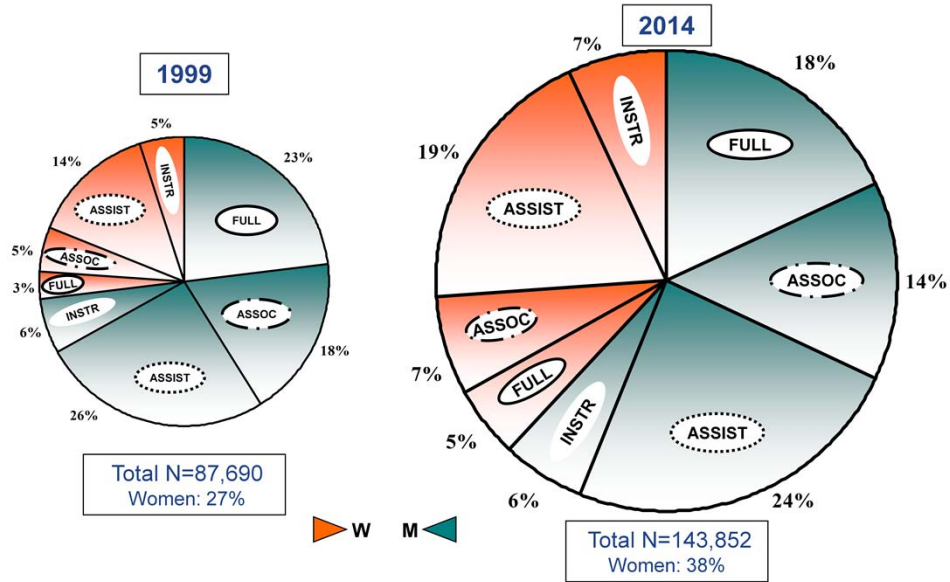 1999
5%
14%
23%
INSTR
ASSIST
FULL
5%
ASSOC
3%
FULL
ASSOC
6%
INSTR
18%
ASSIST
26%
Total N=87,690
Women: 27%
2014
7%
18%
INSTR
FULL
19%
ASSIST
ASSOC
14%
ASSOC
7%
FULL
INSTR
ASSIST
5%
6%
24%
Total N=143,852
Women: 38%
W M